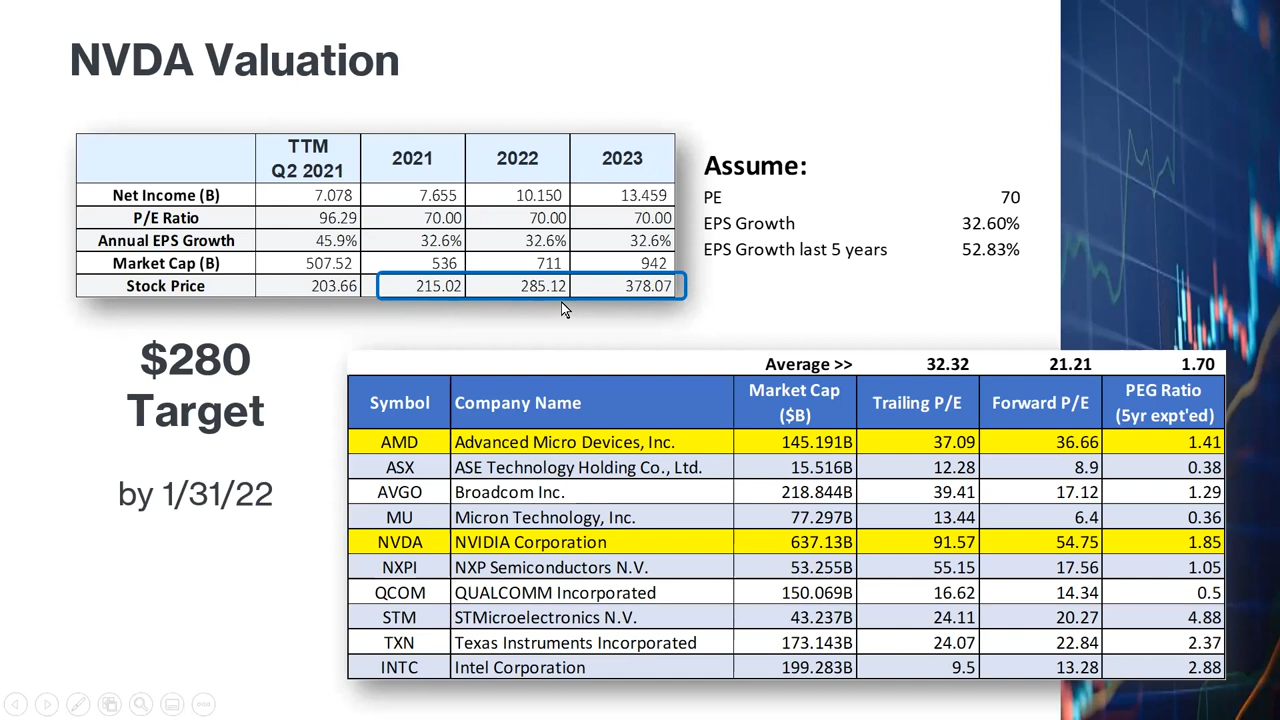 NVDA Valuation
TTM
Q2 2021 2021 2022 2023
Net Income (B) 7.078 7.655 10.150 13.459
P/E Ratio 96.29 70.00 70.00 70.00
Annual EPS Growth 45.9% 32.6% 32.6% 32.6%
Market Cap (B) 507.52 536 711 942
Stock Price 203.66 215.02 285.12 378.07
Assume:
PE 70
EPS Growth 32.60%
EPS Growth last 5 years 52.83%
$280
Target
by 1/31/22
Average >> 32.32 21.21 1.70
Symbol Company Name Market Cap ($B) Trailing P/E Forward P/E PEG Ratio (5yr expt'ed)
AMD Advanced Micro Devices, Inc. 145.191B 37.09 36.66 1.41
ASX ASE Technology Holding Co., Ltd. 15.516B 12.28 8.9 0.38
AVGO Broadcom Inc. 218.844B 39.41 17.12 1.29
MU Micron Technology, Inc. 77.297B 13.44 6.4 0.36
NVDA NVIDIA Corporation 637.13B 91.57 54.75 1.85
NXPI NXP Semiconductors N.V. 53.255B 55.15 17.56 1.05
QCOM QUALCOMM Incorporated 150.069B 16.62 14.34 0.5
STM STMicroelectronics N.V. 43.237B 24.11 20.27 4.88
TXN Texas Instruments Incorporated 173.143B 24.07 22.84 2.37
INTC Intel Corporation 199.283B 9.5 13.28 2.88